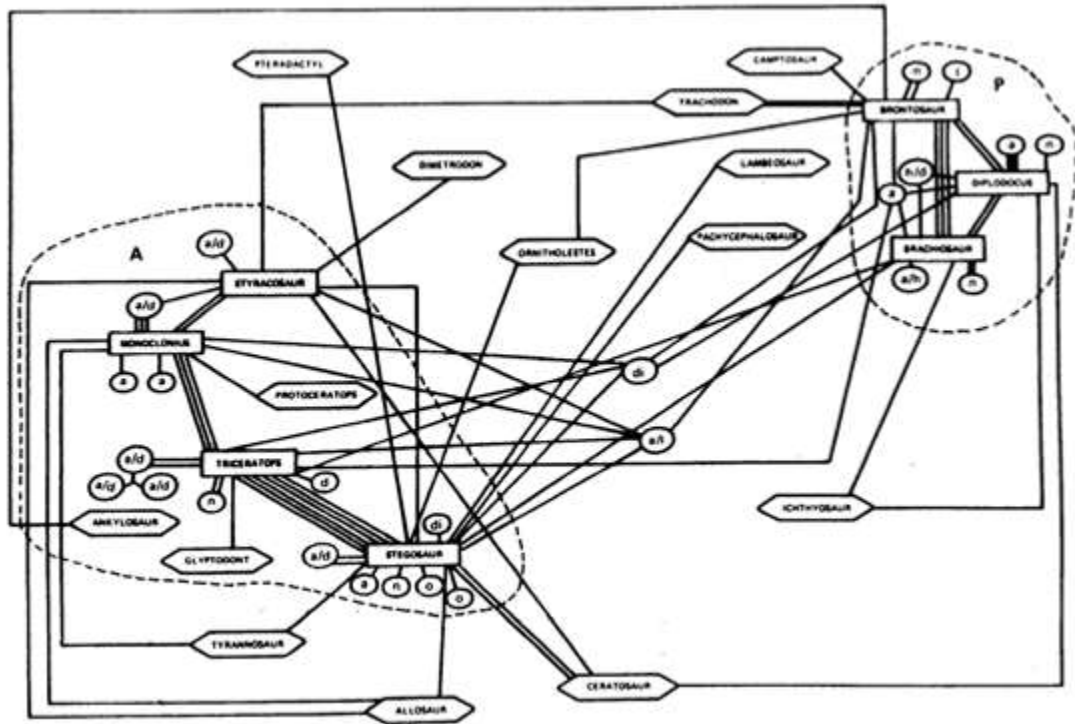 PTERADACTYL
CAMPTOSAUR
n
P
TRACHODON
BRONTOSAUR
a
n
DIMETRODON
LAMBEOSAUR
h/d
DIPLODOCUS
a
A
a/d
ORNITHOLESTES
PACHYCEPHALOSAUR
BRACHIOSAUR
STYRACOSAUR
a/h
n
a/d
MONOCLONIUS
di
a
a
PROTOCERATOPS
a/t
a/d
TRICERATOPS
a/d
a/d
n
d
ANKYLOSAUR
ICHTHYOSAUR
di
GLYPTODONT
a/d
STEGOSAUR
a
n
o
o
TYRANNOSAUR
CERATOSAUR
ALLOSAUR